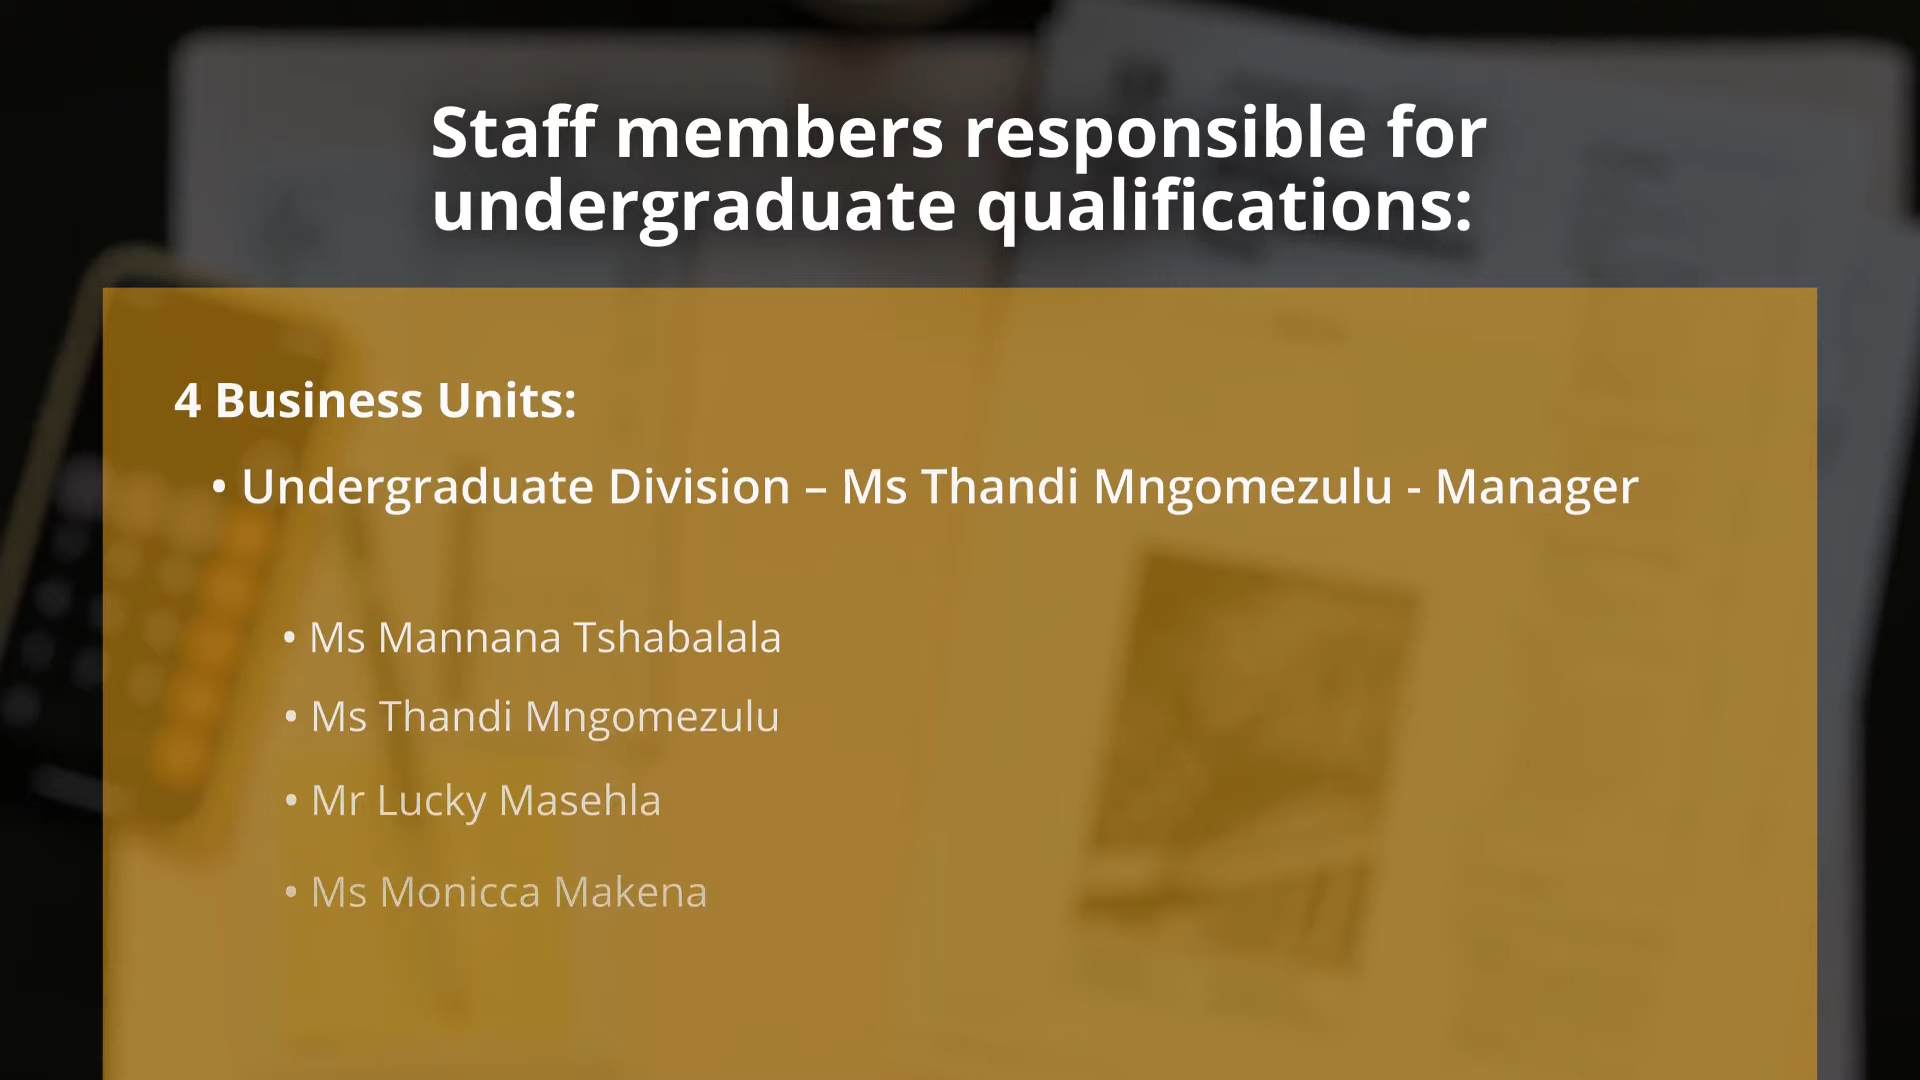 Staff members responsible for
undergraduate qualifications:
4 Business Units:
• Undergraduate Division – Ms Thandi Mngomezulu - Manager
• Ms Mannana Tshabalala
• Ms Thandi Mngomezulu
• Mr Lucky Masehla
• Ms Monicca Makena